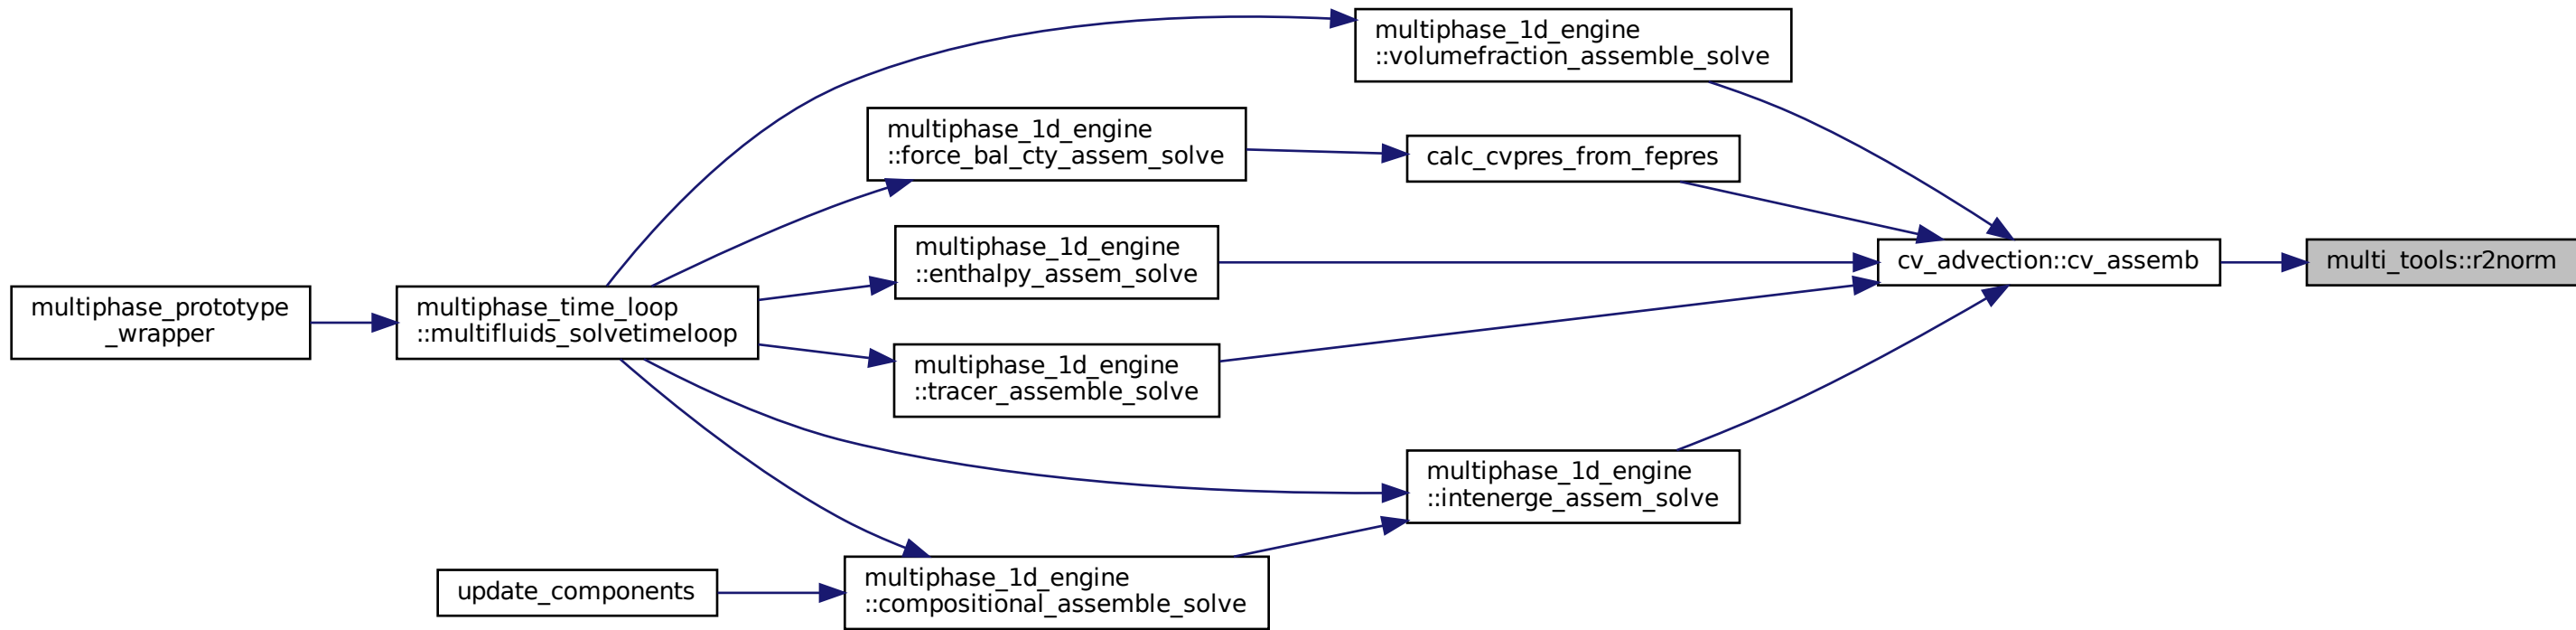 multiphase_1d_engine
::volumefraction_assemble_solve
multiphase_1d_engine
::force_bal_cty_assem_solve
calc_cvpres_from_fepres
multiphase_1d_engine
::enthalpy_assem_solve
cv_advection::cv_assemb
multi_tools::r2norm
multiphase_prototype
_wrapper
multiphase_time_loop
::multifluids_solvetimeloop
multiphase_1d_engine
::tracer_assemble_solve
multiphase_1d_engine
::intenerge_assem_solve
update_components
multiphase_1d_engine
::compositional_assemble_solve